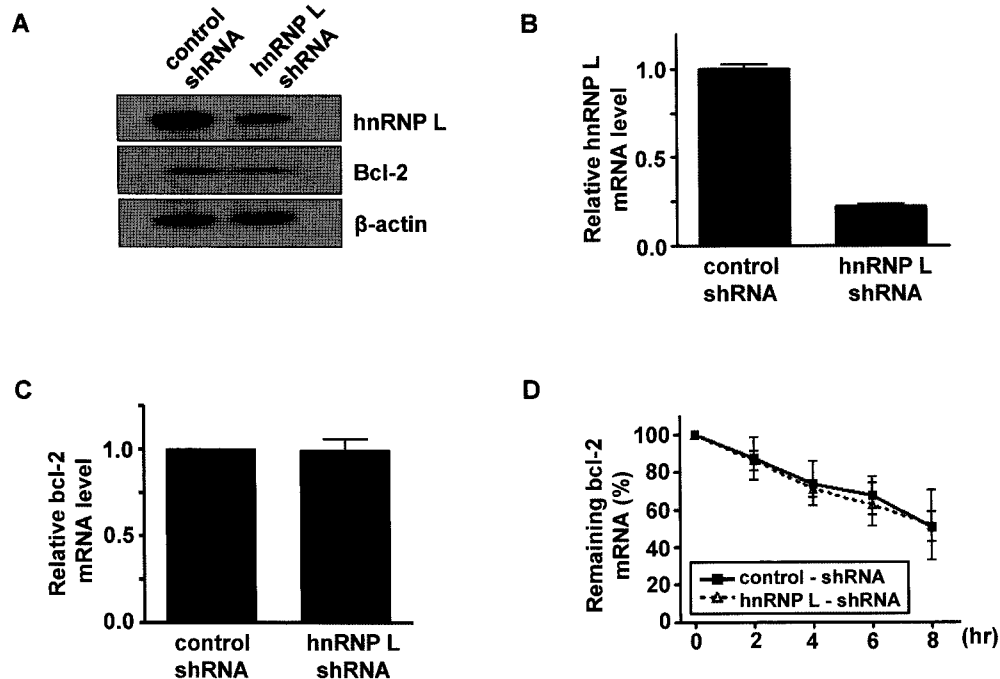 A
control
shRNA
hnRNP L
shRNA
hnRNP L
Bcl-2
β-actin
B
Relative hnRNP L
mRNA level
1.0
0.5
0.0
control
shRNA
hnRNP L
shRNA
C
Relative bcl-2
mRNA level
1.0
0.5
0.0
control
shRNA
hnRNP L
shRNA
D
Remaining bcl-2
mRNA (%)
100
80
60
40
20
0
control - shRNA
hnRNP L - shRNA
0 2 4 6 8 (hr)